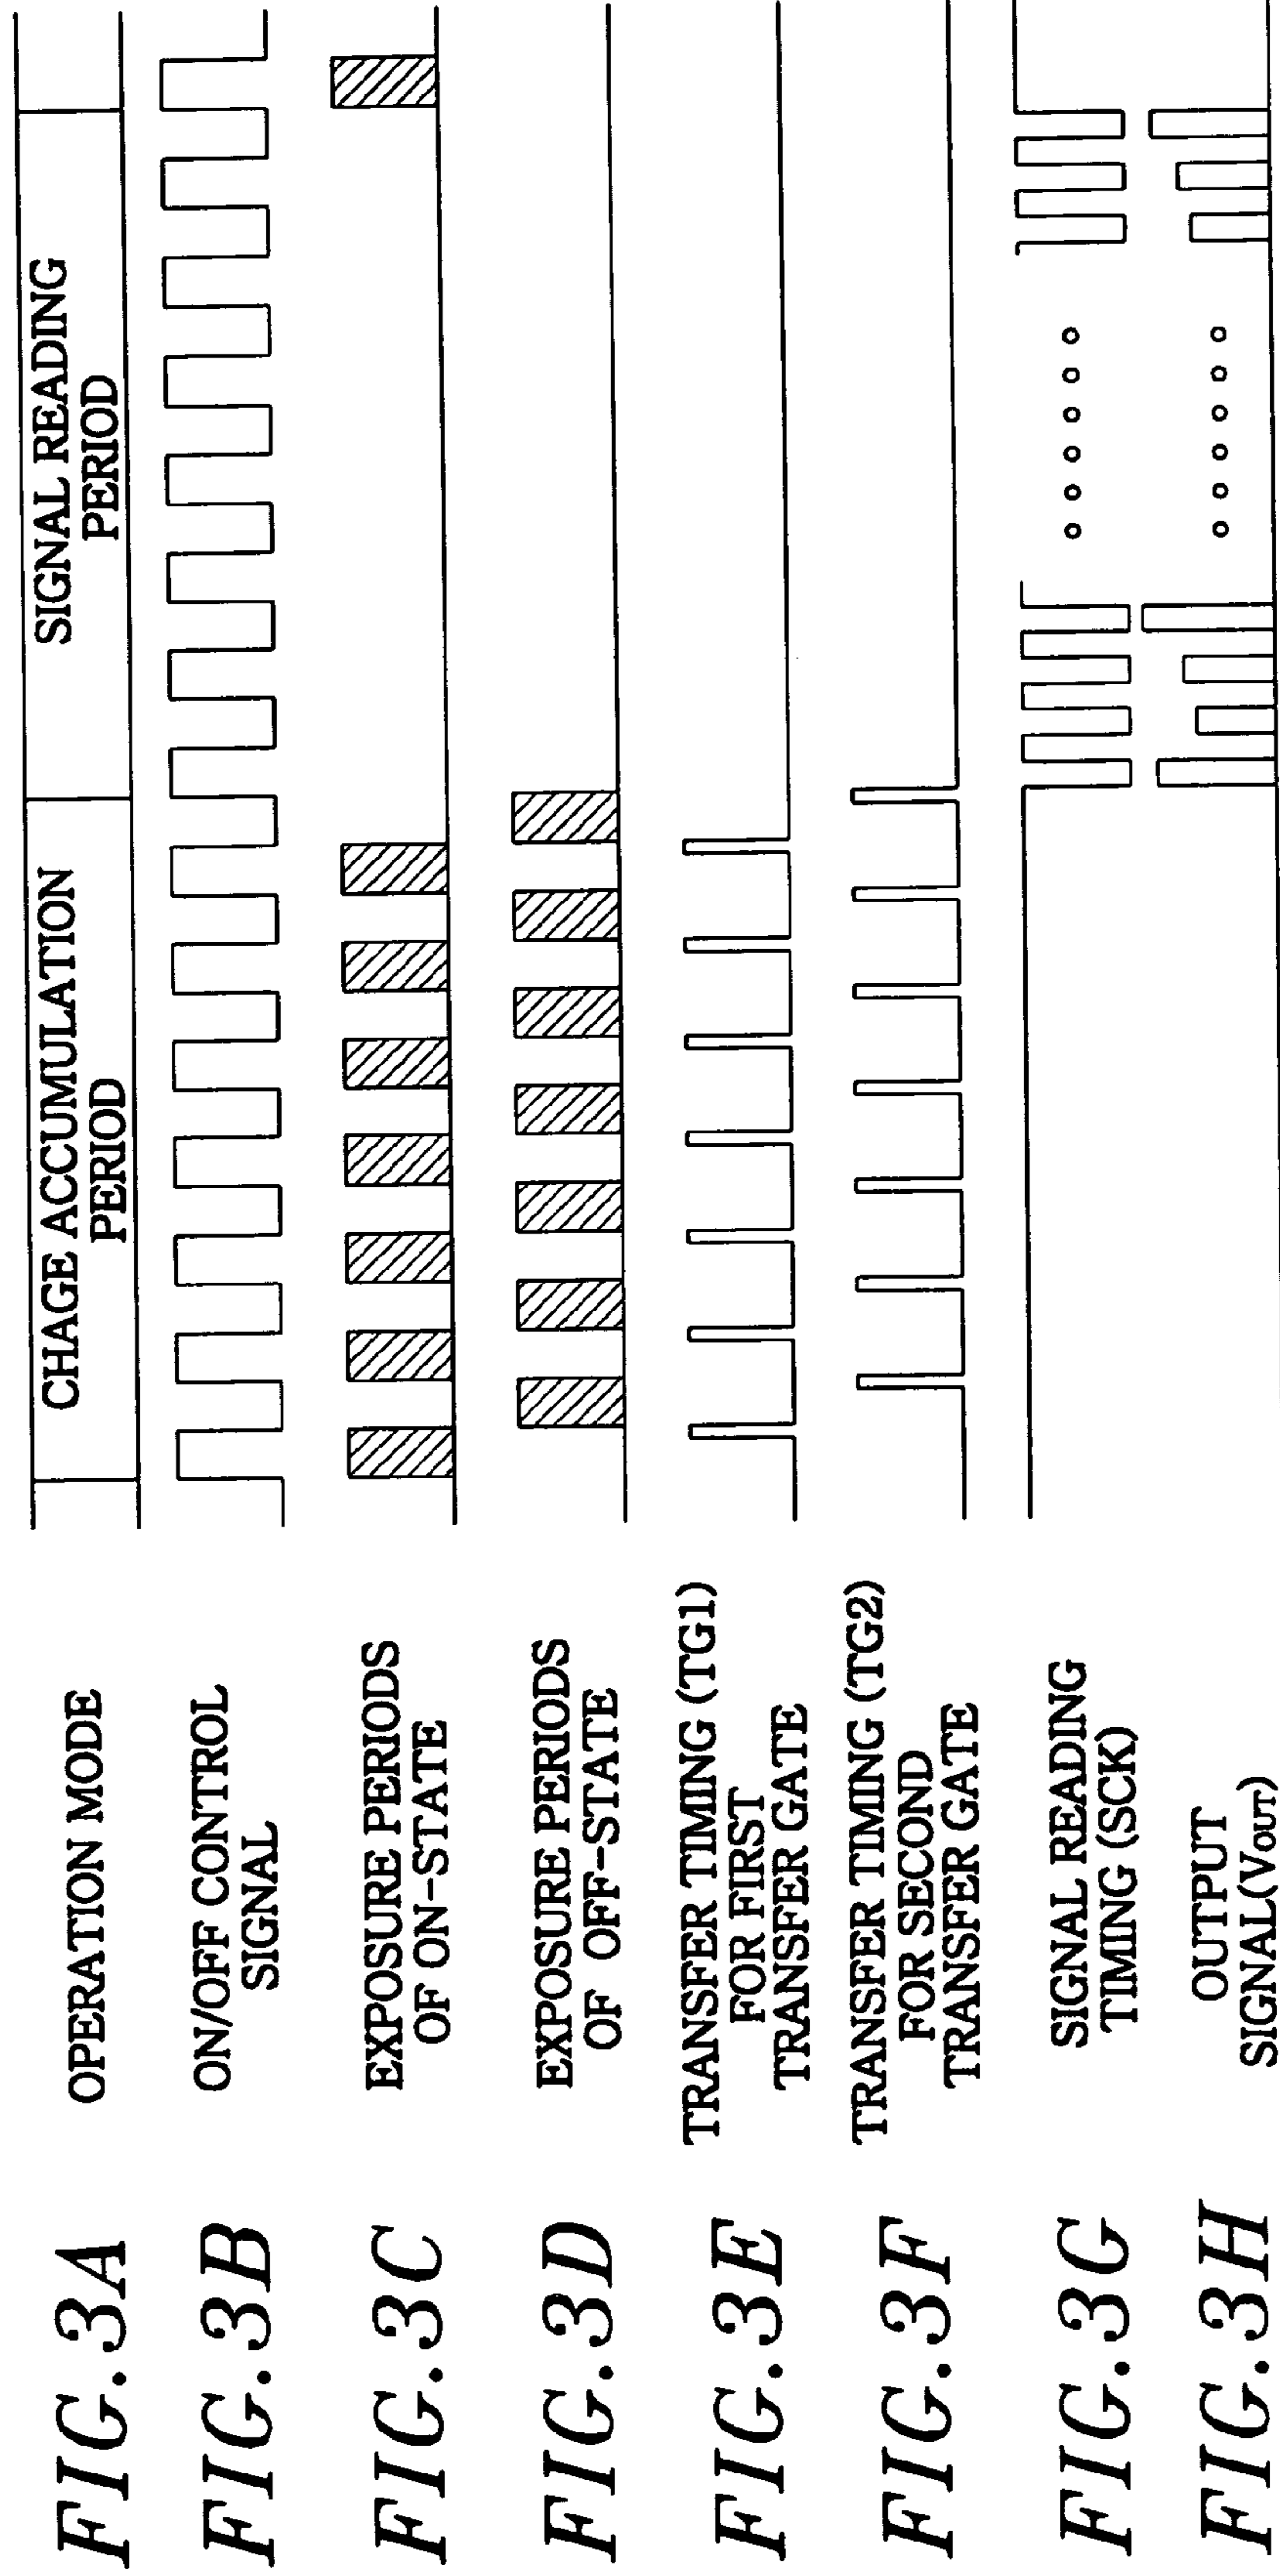 FIG.3A
OPERATION MODE
CHAGE ACCUMULATION
PERIOD
SIGNAL READING
PERIOD
FIG.3B
ON/OFF CONTROL
SIGNAL
FIG.3C
EXPOSURE PERIODS
OF ON-STATE
FIG.3D
EXPOSURE PERIODS
OF OFF-STATE
FIG.3E
TRANSFER TIMING (TG1)
FOR FIRST
TRANSFER GATE
FIG.3F
TRANSFER TIMING (TG2)
FOR SECOND
TRANSFER GATE
FIG.3G
SIGNAL READING
TIMING (SCK)
FIG.3H
OUTPUT
SIGNAL(VOUT)